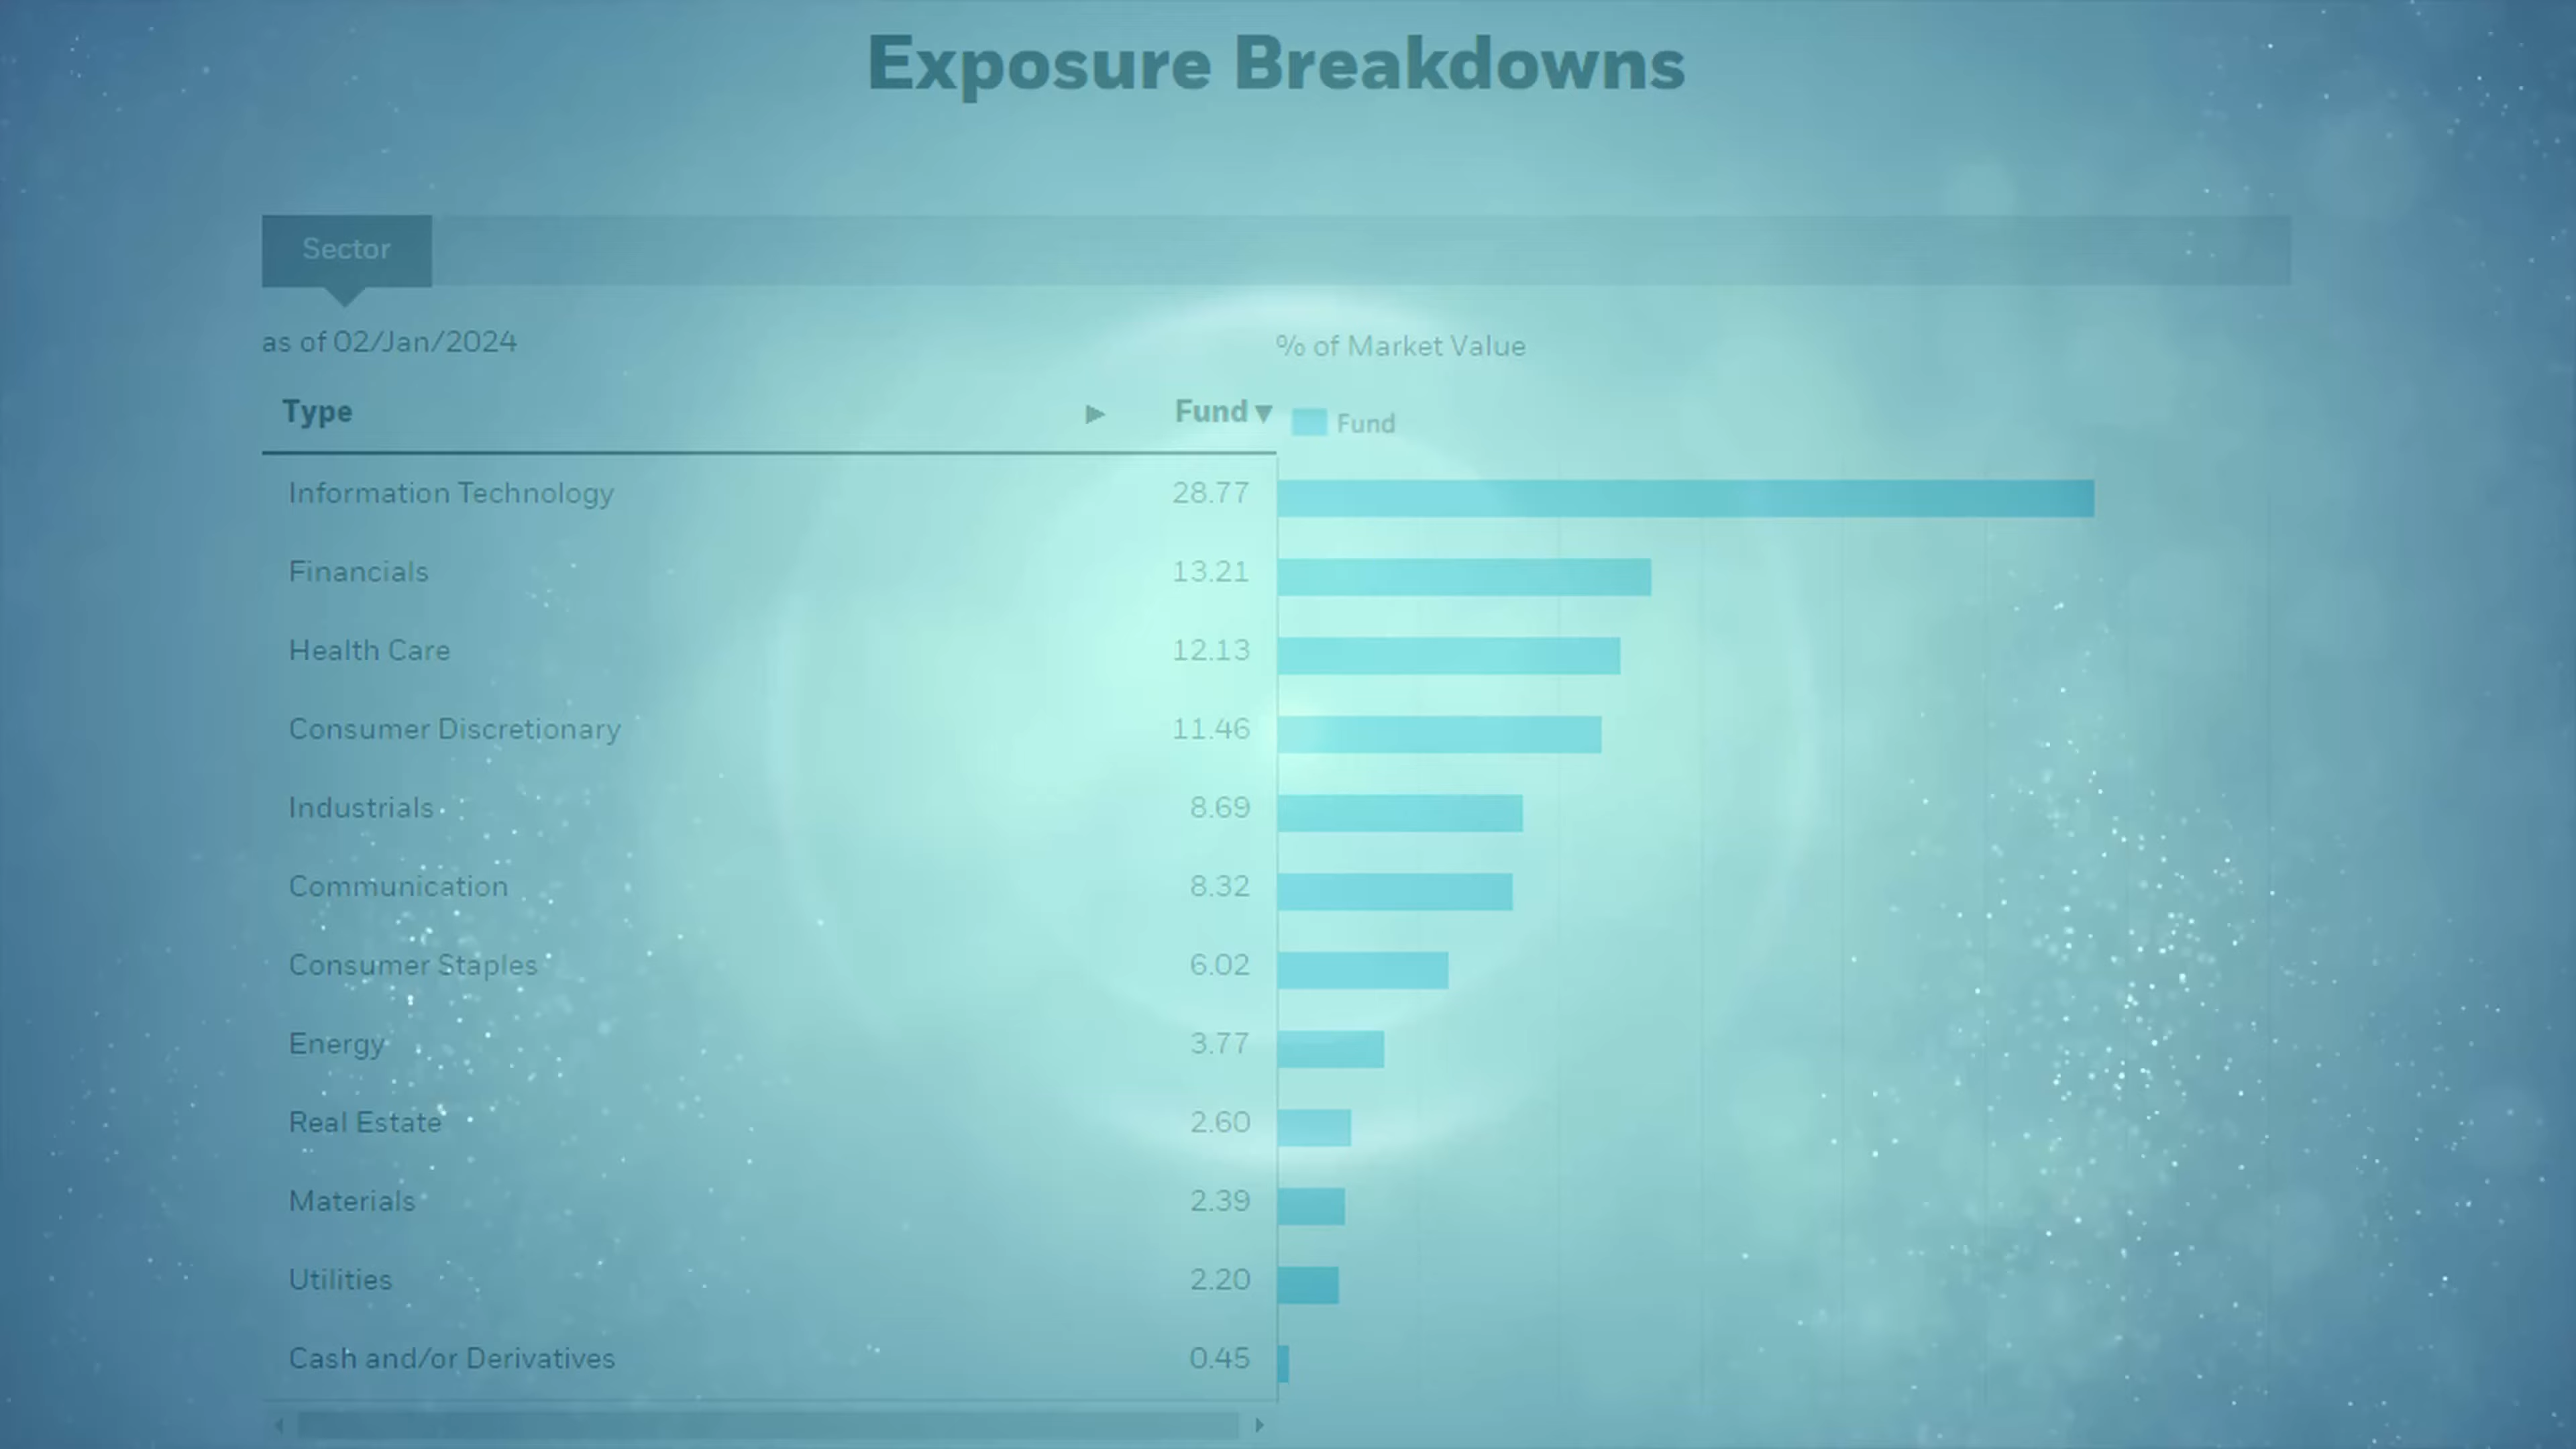 Exposure Breakdowns
Sector
as of 02/Jan/2024
% of Market Value
Type ▶ Fund ▼
Fund
Information Technology 28.77
Financials 13.21
Health Care 12.13
Consumer Discretionary 11.46
Industrials 8.69
Communication 8.32
Consumer Staples 6.02
Energy 3.77
Real Estate 2.60
Materials 2.39
Utilities 2.20
Cash and/or Derivatives 0.45